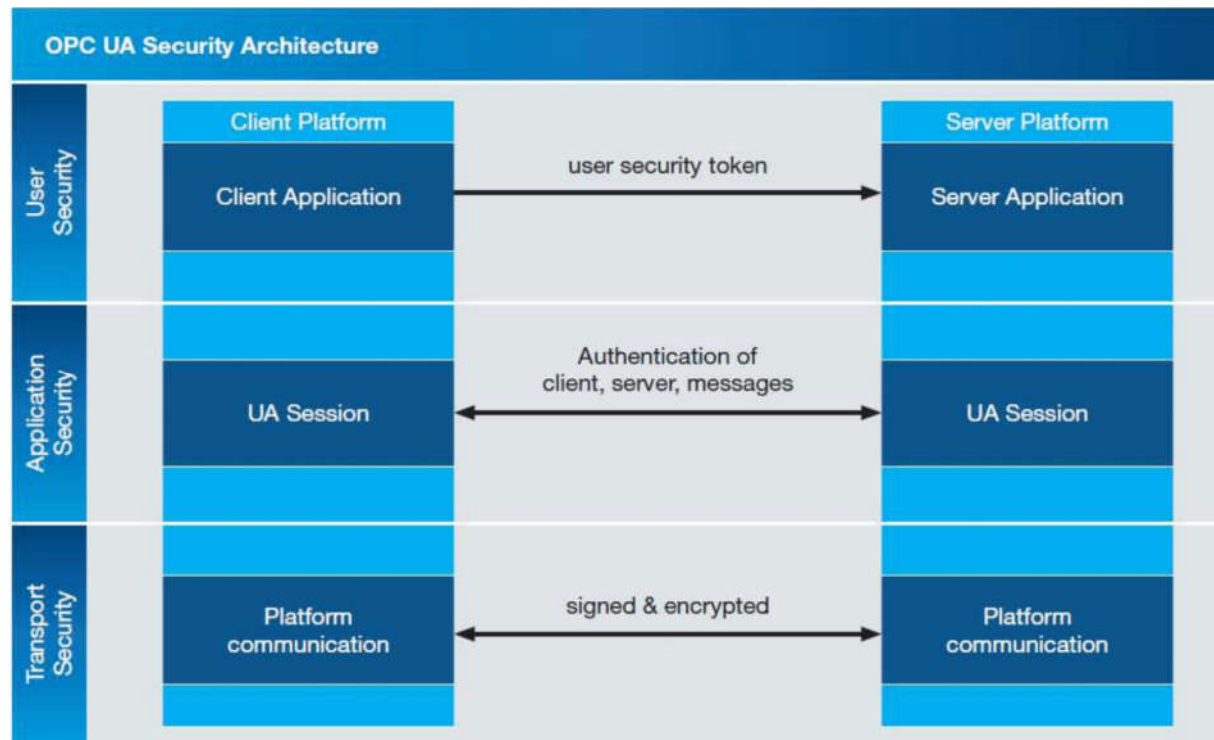 OPC UA Security Architecture
User
Security
Client Platform
Client Application
user security token
Server Platform
Server Application
Application
Security
UA Session
Authentication of
client, server, messages
UA Session
Transport
Security
Platform
communication
signed & encrypted
Platform
communication